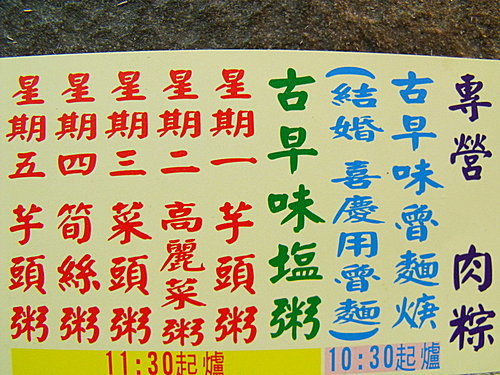 專營 肉粽
古早味魯麵焿
(結婚 喜慶用魯麵)
古早味塩粥
星期一 芋頭粥
星期二 高麗菜粥
星期三 菜頭粥
星期四 筍絲粥
星期五 芋頭粥
10:30起爐
11:30起爐